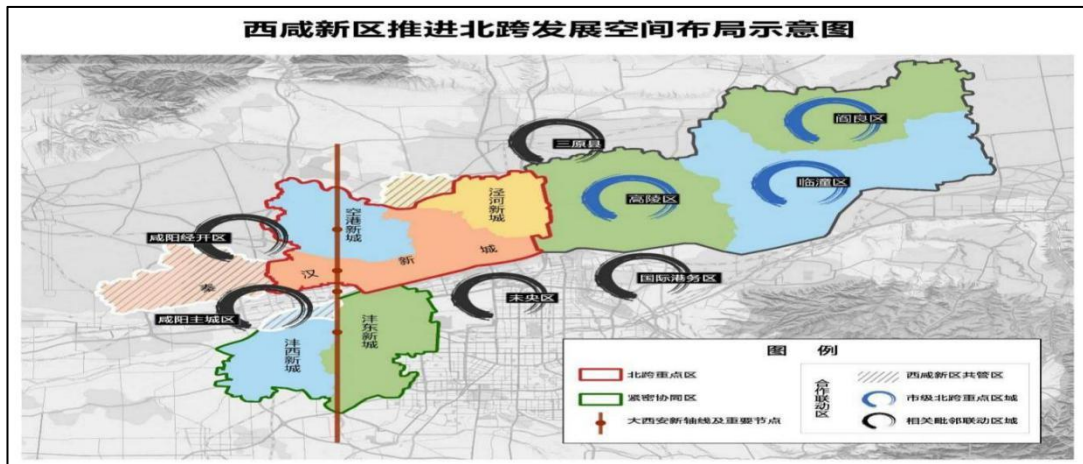 西咸新区推进北跨发展空间布局示意图
阎良区
三原县
临潼区
泾河新城
高陵区
空港新城
咸阳经开区
秦汉新城
国际港务区
未央区
咸阳主城区
沣东新城
沣西新城
图 例
北跨重点区
紧密协同区
大西安新轴线及重要节点
合作联动区
西咸新区共管区
市级北跨重点区域
相关毗邻联动区域